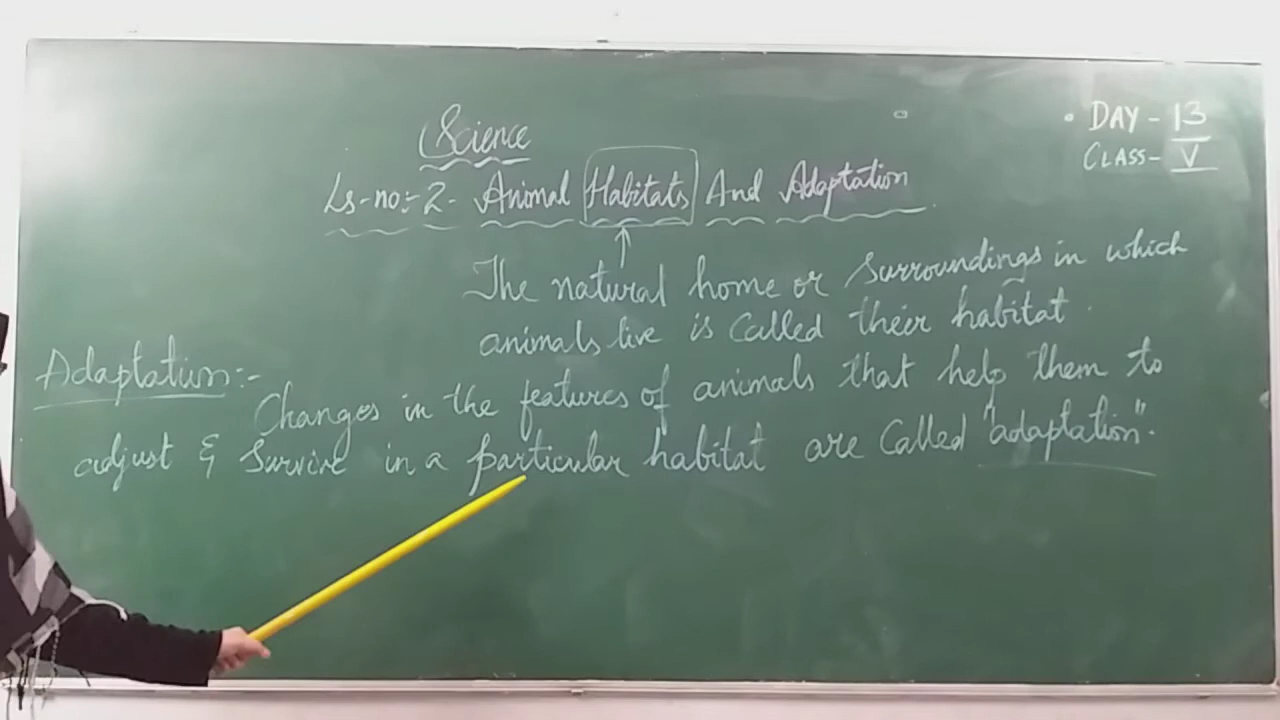 Science
DAY - 13
CLASS - V
Ls-no:- 2 - Animal Habitats And Adaptation
The natural home or surroundings in which
animals live is called their habitat.
Adaptation:-
Changes in the features of animals that help them to
adjust & Survive in a particular habitat are called "adaptation".